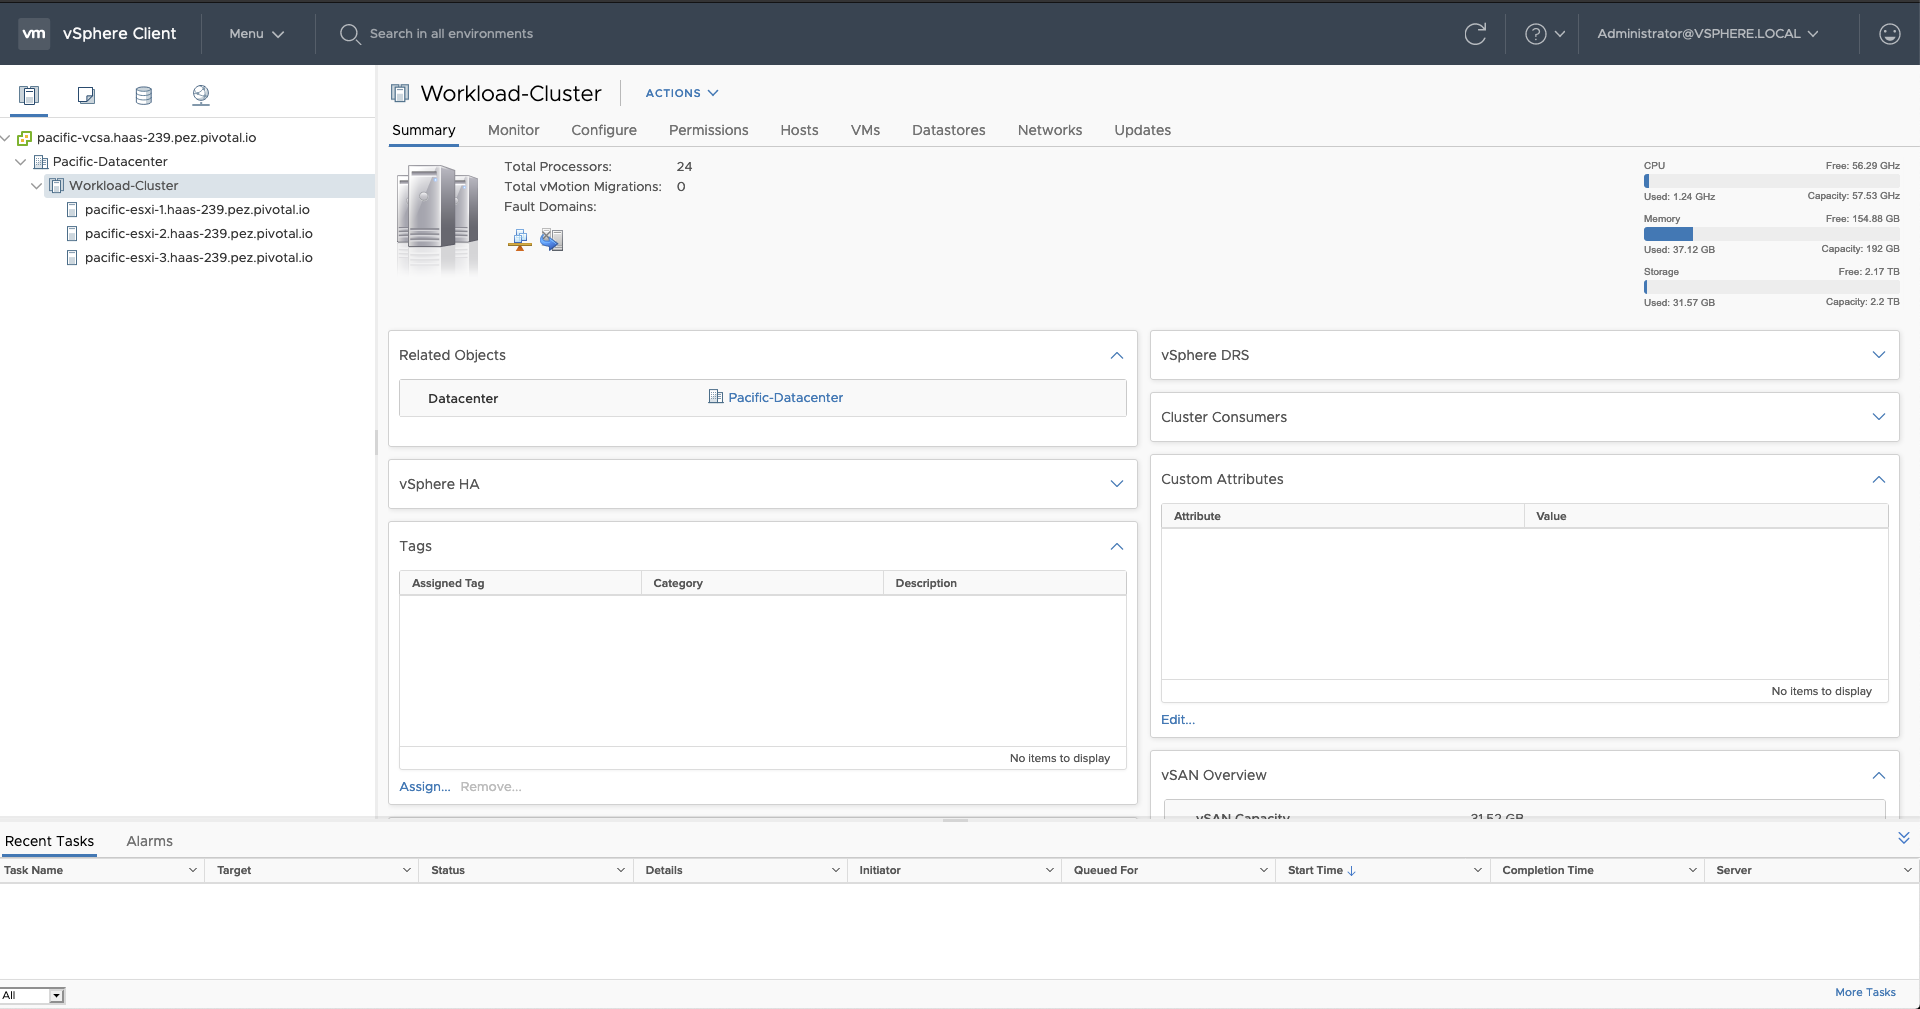 vm vSphere Client Menu Search in all environments Administrator@VSPHERE.LOCAL
pacific-vcsa.haas-239.pez.pivotal.io
Pacific-Datacenter
Workload-Cluster
pacific-esxi-1.haas-239.pez.pivotal.io
pacific-esxi-2.haas-239.pez.pivotal.io
pacific-esxi-3.haas-239.pez.pivotal.io
Workload-Cluster ACTIONS
Summary Monitor Configure Permissions Hosts VMs Datastores Networks Updates
Total Processors: 24
Total vMotion Migrations: 0
Fault Domains:
CPU Free: 56.29 GHz
Used: 1.24 GHz Capacity: 57.53 GHz
Memory Free: 154.88 GB
Used: 37.12 GB Capacity: 192 GB
Storage Free: 2.17 TB
Used: 31.57 GB Capacity: 2.2 TB
Related Objects
Datacenter Pacific-Datacenter
vSphere HA
Tags
Assigned Tag Category Description
No items to display
Assign... Remove...
vSphere DRS
Cluster Consumers
Custom Attributes
Attribute Value
No items to display
Edit...
vSAN Overview
vSAN Capacity 31.52 GB
Recent Tasks Alarms
Task Name Target Status Details Initiator Queued For Start Time Completion Time Server
All More Tasks